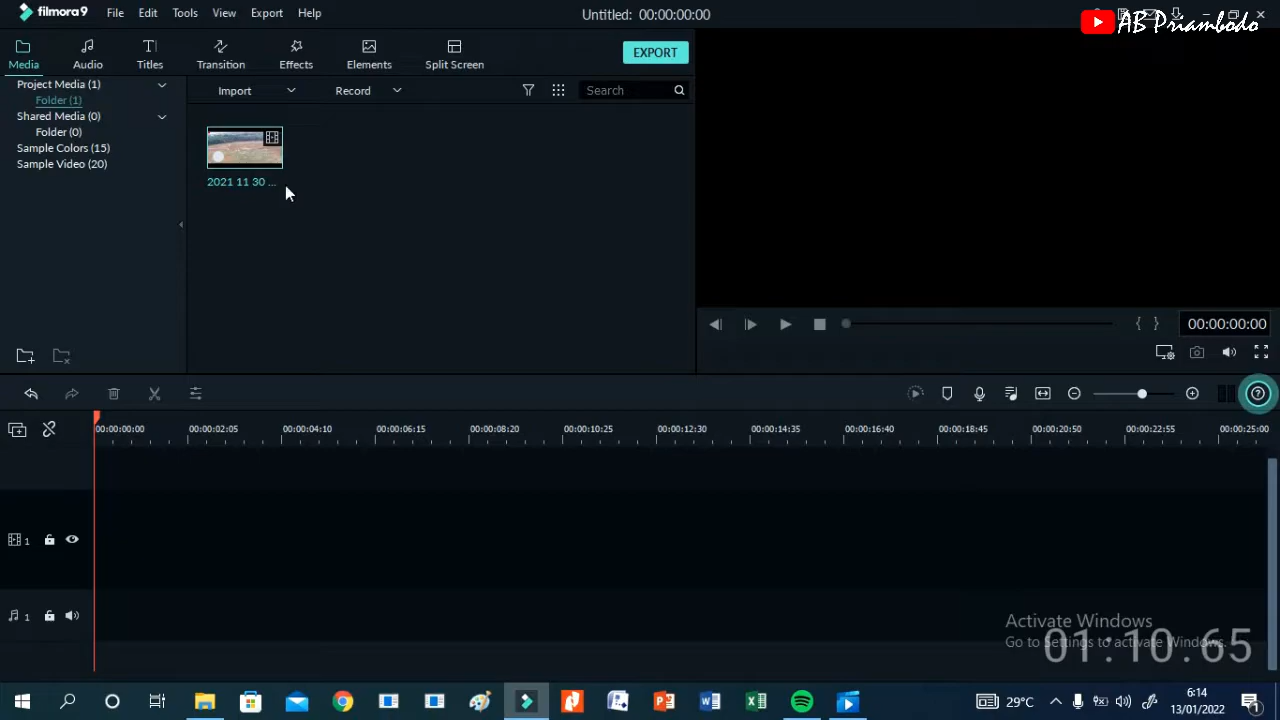 filmora9 File Edit Tools View Export Help Untitled: 00:00:00:00
AB Priambodo
Media Audio Titles Transition Effects Elements Split Screen EXPORT
Project Media (1)
Folder (1)
Shared Media (0)
Folder (0)
Sample Colors (15)
Sample Video (20)
Import Record Search
2021 11 30 ...
00:00:00:00
00:00:00:00 00:00:02:05 00:00:04:10 00:00:06:15 00:00:08:20 00:00:10:25 00:00:12:30 00:00:14:35 00:00:16:40 00:00:18:45 00:00:20:50 00:00:22:55 00:00:25:00
1
1
Activate Windows
Go to Settings to activate Windows.
01:10.65
29°C 6:14
13/01/2022